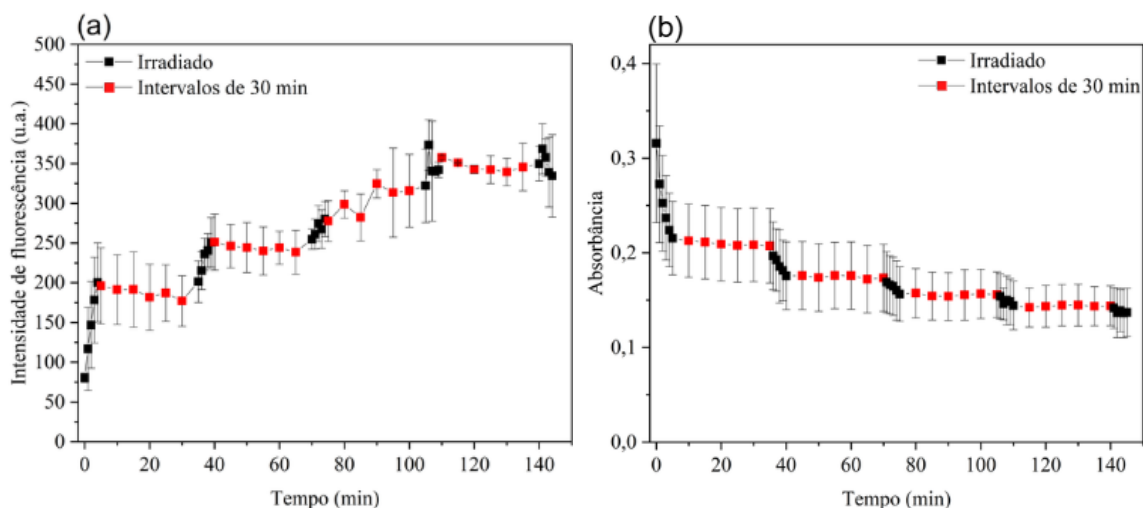 (a)
500
450
400
350
300
250
200
150
100
50
0
Intensidade de fluorescência (u.a.)
Irradiado
Intervalos de 30 min
0 20 40 60 80 100 120 140
Tempo (min)
(b)
0,4
0,3
0,2
0,1
0,0
Absorbância
Irradiado
Intervalos de 30 min
0 20 40 60 80 100 120 140
Tempo (min)